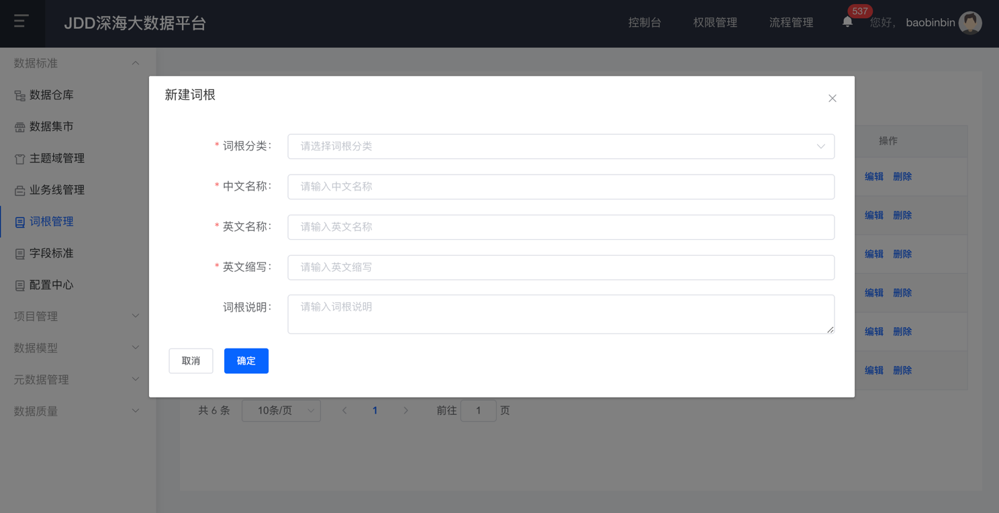 JDD深海大数据平台
控制台 权限管理 流程管理 537 您好, baobinbin
数据标准
数据仓库
数据集市
主题域管理
业务线管理
词根管理
字段标准
配置中心
项目管理
数据模型
元数据管理
数据质量
新建词根
* 词根分类: 请选择词根分类
* 中文名称: 请输入中文名称
* 英文名称: 请输入英文名称
* 英文缩写: 请输入英文缩写
词根说明: 请输入词根说明
取消 确定
操作
编辑 删除
编辑 删除
编辑 删除
编辑 删除
编辑 删除
编辑 删除
共 6 条 10条/页 1 前往 1 页